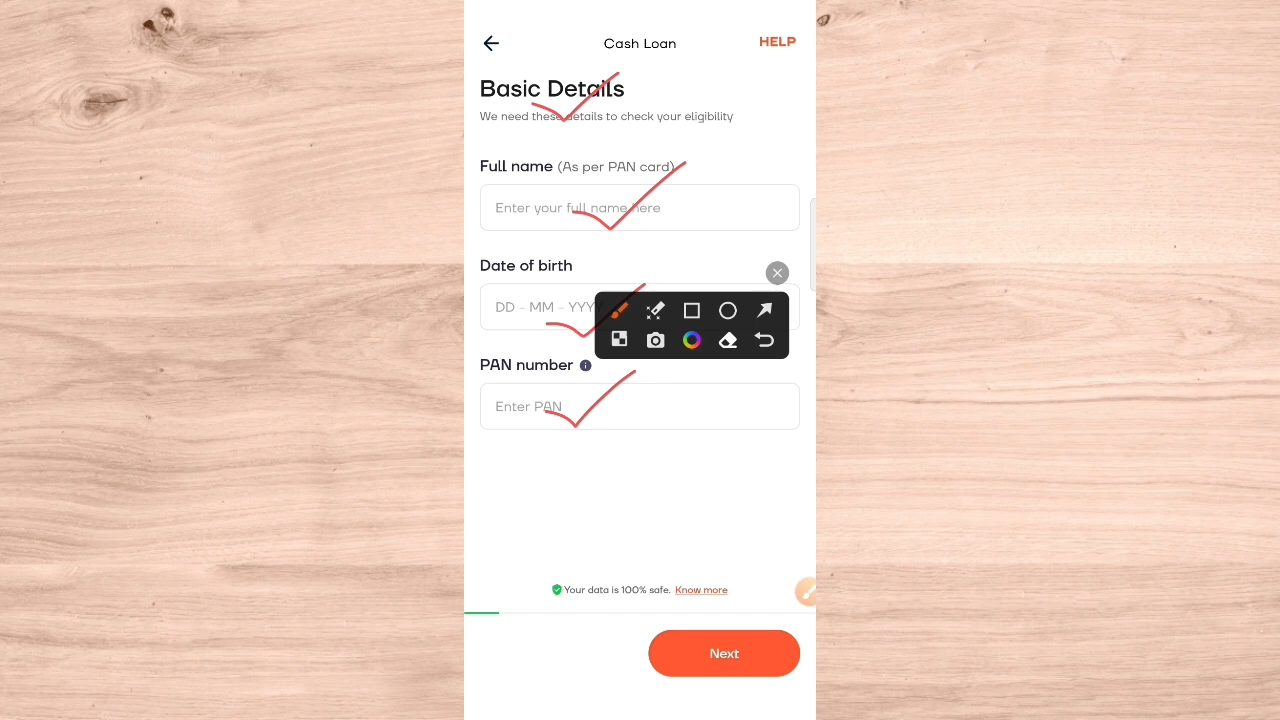 Cash Loan
HELP
Basic Details
We need these details to check your eligibility
Full name (As per PAN card)
Enter your full name here
Date of birth
DD - MM - YYYY
PAN number
Enter PAN
Your data is 100% safe. Know more
Next